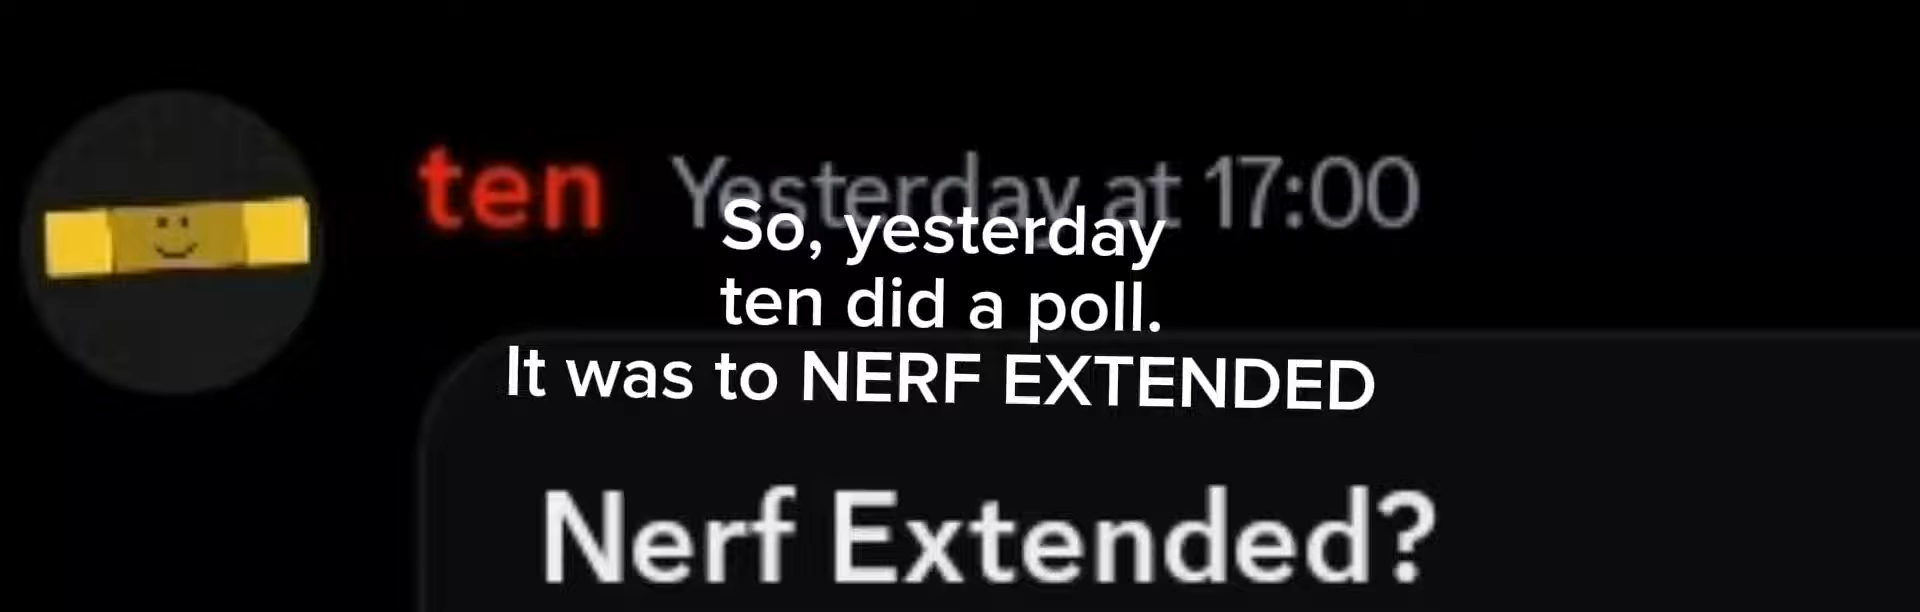 ten Yesterday at 17:00
So, yesterday
ten did a poll.
It was to NERF EXTENDED
Nerf Extended?